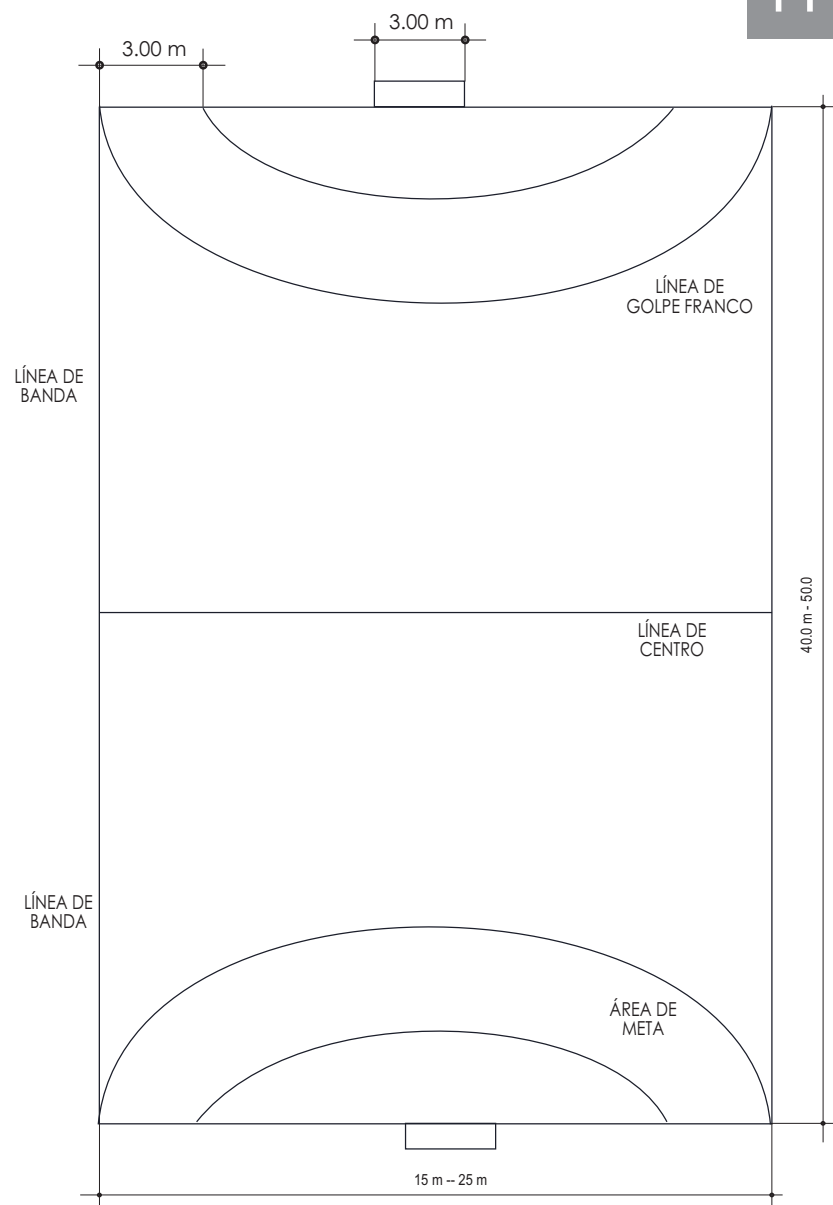 3.00 m
3.00 m
LÍNEA DE
GOLPE FRANCO
LÍNEA DE
BANDA
40.0 m - 50.0
LÍNEA DE
CENTRO
LÍNEA DE
BANDA
ÁREA DE
META
15 m -- 25 m